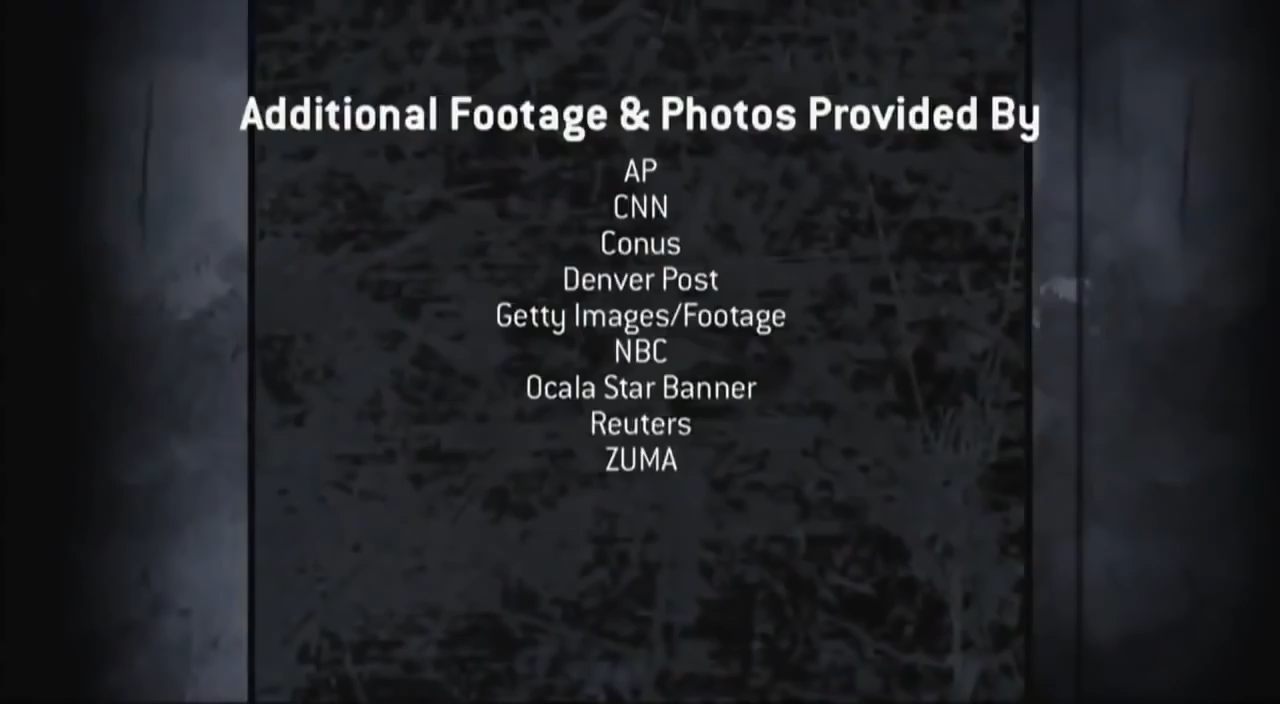 Additional Footage & Photos Provided By
AP
CNN
Conus
Denver Post
Getty Images/Footage
NBC
Ocala Star Banner
Reuters
ZUMA